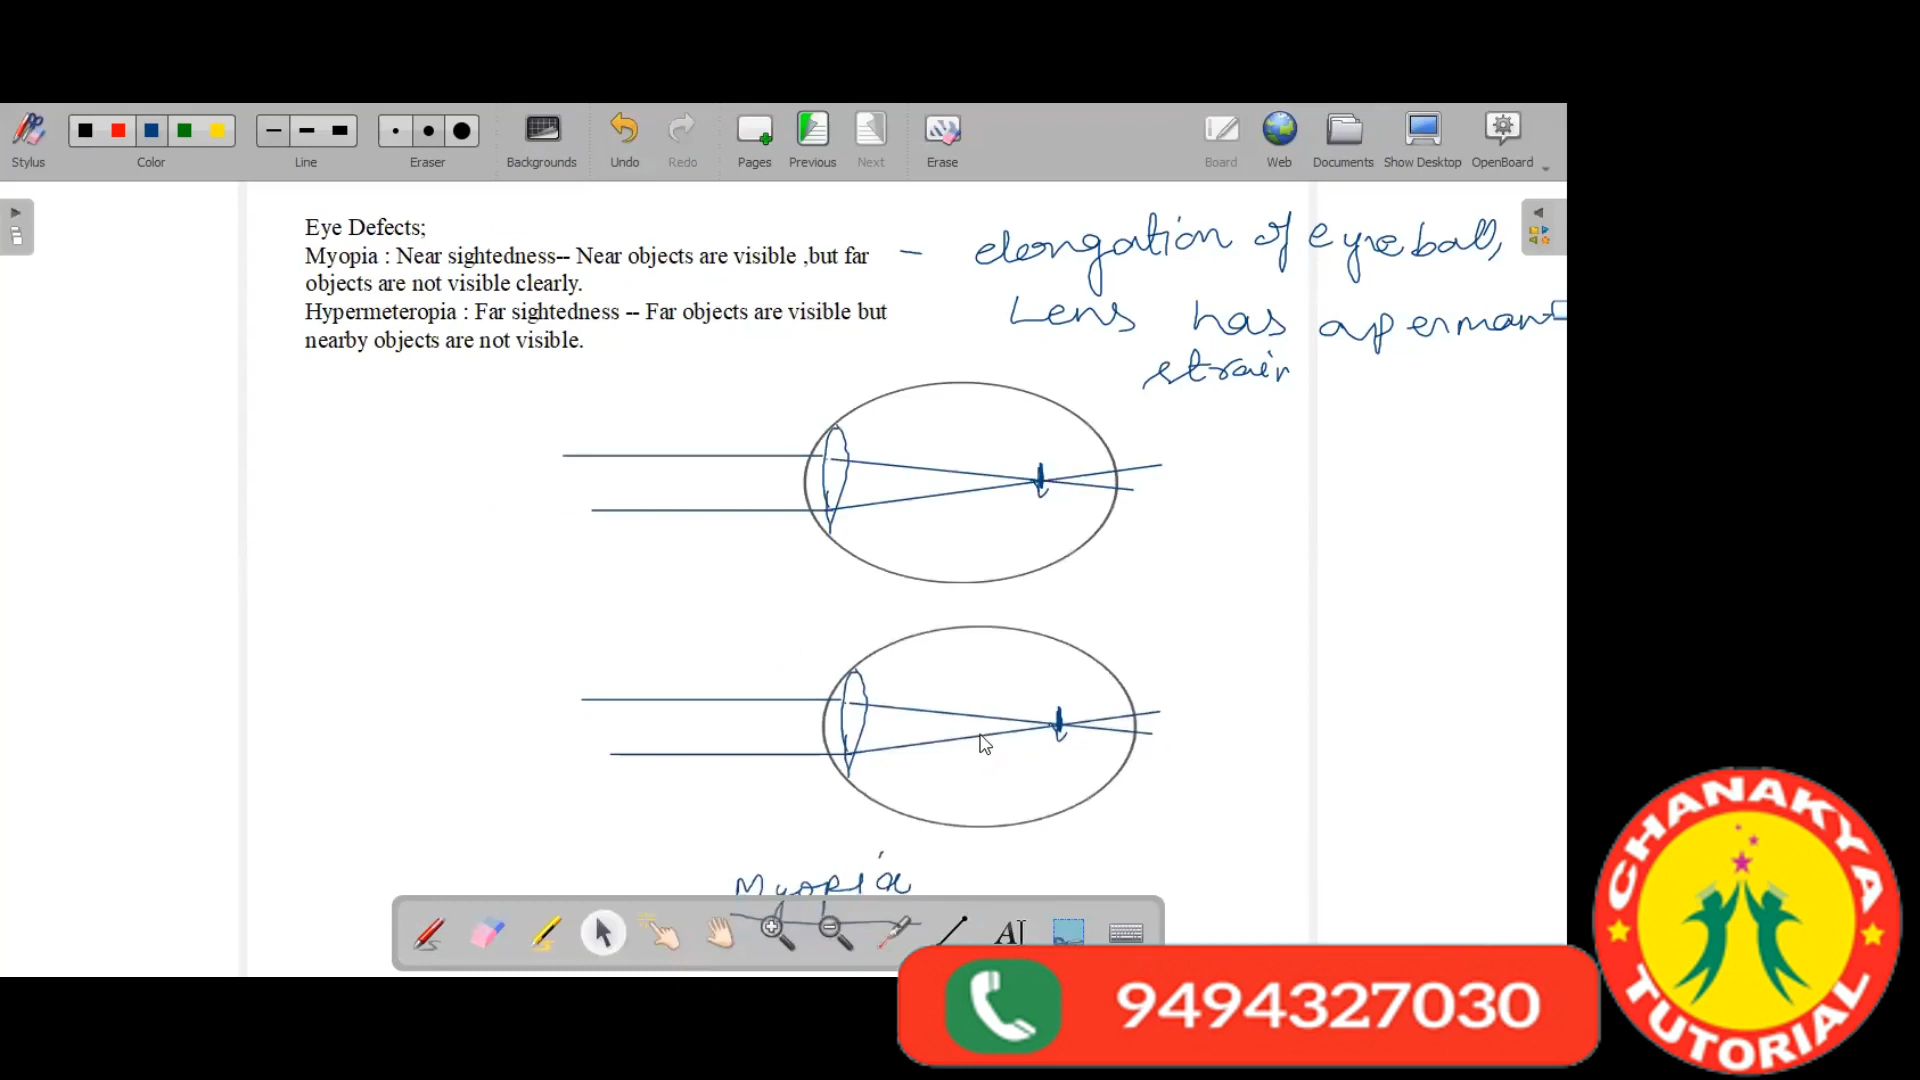 Stylus
Color
Line
Eraser
Backgrounds
Undo
Redo
Pages
Previous
Next
Erase
Board
Web
Documents
Show Desktop
OpenBoard
Eye Defects;
Myopia : Near sightedness-- Near objects are visible ,but far
objects are not visible clearly.
Hypermeteropia : Far sightedness -- Far objects are visible but
nearby objects are not visible.
- elongation of eyeball,
Lens has a permant
strain
Myopia
9494327030
CHANAKYA
TUTORIAL